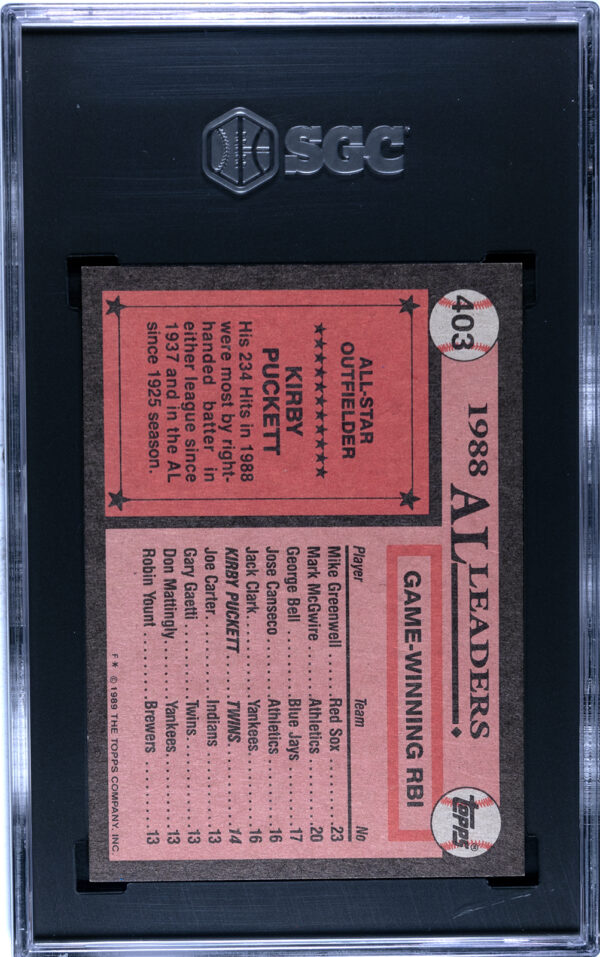 SGC
403
1988 AL LEADERS
topps®
ALL-STAR
OUTFIELDER
★★★★★★★★★★★
KIRBY
PUCKETT
His 234 Hits in 1988
were most by right-
handed batter in
either league since
1937 and in the AL
since 1925 season.
GAME-WINNING RBI
Player Team No
Mike Greenwell ..... Red Sox ..... 23
Mark McGwire ..... Athletics ..... 20
George Bell ..... Blue Jays ..... 17
Jose Canseco ..... Athletics ..... 16
Jack Clark ..... Yankees ..... 16
KIRBY PUCKETT ..... TWINS ..... 14
Joe Carter ..... Indians ..... 13
Gary Gaetti ..... Twins ..... 13
Don Mattingly ..... Yankees ..... 13
Robin Yount ..... Brewers ..... 13
F* © 1989 THE TOPPS COMPANY, INC.